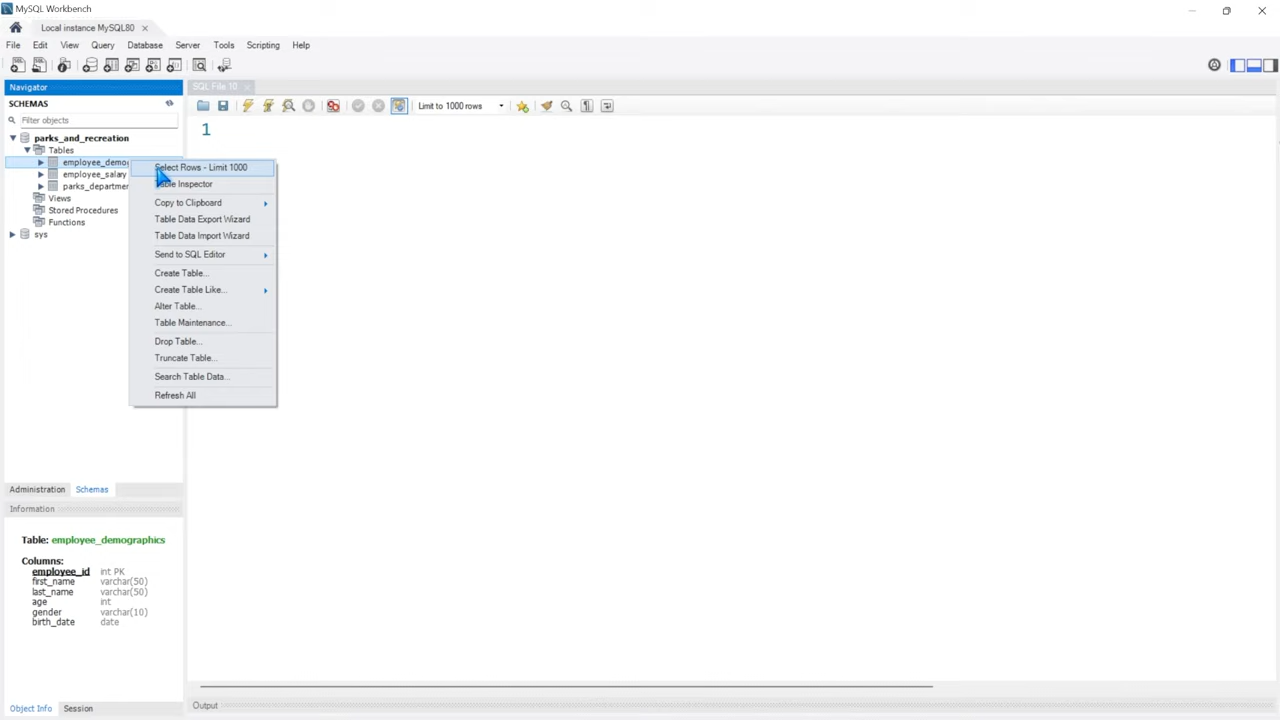 MySQL Workbench
Local instance MySQL80
File Edit View Query Database Server Tools Scripting Help
Navigator
SQL File 10
SCHEMAS
Limit to 1000 rows
Filter objects
1
parks_and_recreation
Tables
employee_demo
employee_salary
parks_departmen
Views
Stored Procedures
Functions
sys
Select Rows - Limit 1000
Table Inspector
Copy to Clipboard
Table Data Export Wizard
Table Data Import Wizard
Send to SQL Editor
Create Table...
Create Table Like...
Alter Table...
Table Maintenance...
Drop Table...
Truncate Table...
Search Table Data...
Refresh All
Administration Schemas
Information
Table: employee_demographics
Columns:
employee_id int PK
first_name varchar(50)
last_name varchar(50)
age int
gender varchar(10)
birth_date date
Object Info Session
Output